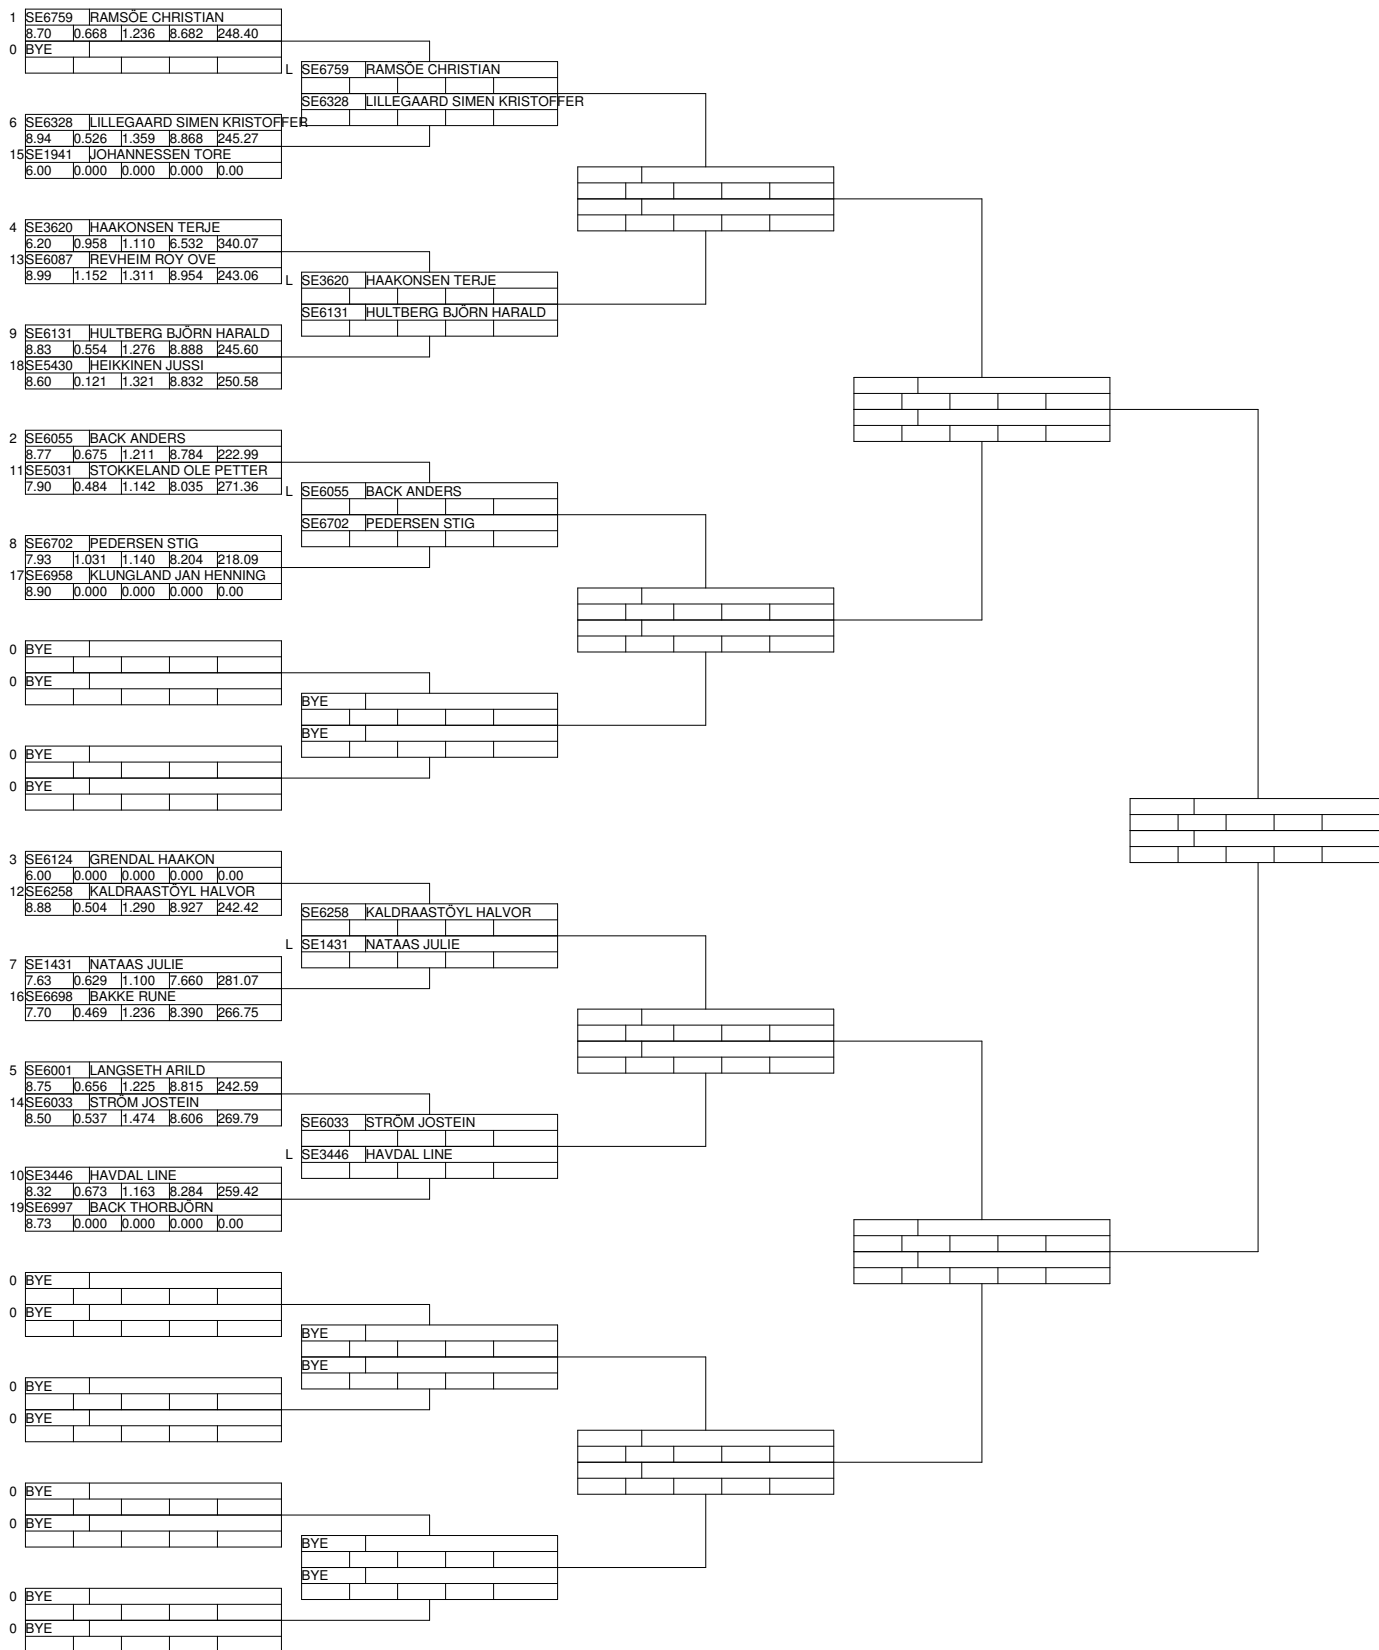 1 SE6759 RAMSÖE CHRISTIAN
8.70 0.668 1.236 8.682 248.40
0 BYE
6 SE6328 LILLEGAARD SIMEN KRISTOFFER
8.94 0.526 1.359 8.868 245.27
15 SE1941 JOHANNESSEN TORE
6.00 0.000 0.000 0.000 0.00
4 SE3620 HAAKONSEN TERJE
6.20 0.958 1.110 6.532 340.07
13 SE6087 REVHEIM ROY OVE
8.99 1.152 1.311 8.954 243.06
9 SE6131 HULTBERG BJÖRN HARALD
8.83 0.554 1.276 8.888 245.60
18 SE5430 HEIKKINEN JUSSI
8.60 0.121 1.321 8.832 250.58
2 SE6055 BACK ANDERS
8.77 0.675 1.211 8.784 222.99
11 SE5031 STOKKELAND OLE PETTER
7.90 0.484 1.142 8.035 271.36
8 SE6702 PEDERSEN STIG
7.93 1.031 1.140 8.204 218.09
17 SE6958 KLUNGLAND JAN HENNING
8.90 0.000 0.000 0.000 0.00
0 BYE
0 BYE
0 BYE
0 BYE
3 SE6124 GRENDAL HAAKON
6.00 0.000 0.000 0.000 0.00
12 SE6258 KALDRAASTÖYL HALVOR
8.88 0.504 1.290 8.927 242.42
7 SE1431 NATAAS JULIE
7.63 0.629 1.100 7.660 281.07
16 SE6698 BAKKE RUNE
7.70 0.469 1.236 8.390 266.75
5 SE6001 LANGSETH ARILD
8.75 0.656 1.225 8.815 242.59
14 SE6033 STRÖM JOSTEIN
8.50 0.537 1.474 8.606 269.79
10 SE3446 HAVDAL LINE
8.32 0.673 1.163 8.284 259.42
19 SE6997 BACK THORBJÖRN
8.73 0.000 0.000 0.000 0.00
0 BYE
0 BYE
0 BYE
0 BYE
0 BYE
0 BYE
0 BYE
0 BYE
L SE6759 RAMSÖE CHRISTIAN
SE6328 LILLEGAARD SIMEN KRISTOFFER
L SE3620 HAAKONSEN TERJE
SE6131 HULTBERG BJÖRN HARALD
L SE6055 BACK ANDERS
SE6702 PEDERSEN STIG
BYE
BYE
SE6258 KALDRAASTÖYL HALVOR
L SE1431 NATAAS JULIE
SE6033 STRÖM JOSTEIN
L SE3446 HAVDAL LINE
BYE
BYE
BYE
BYE